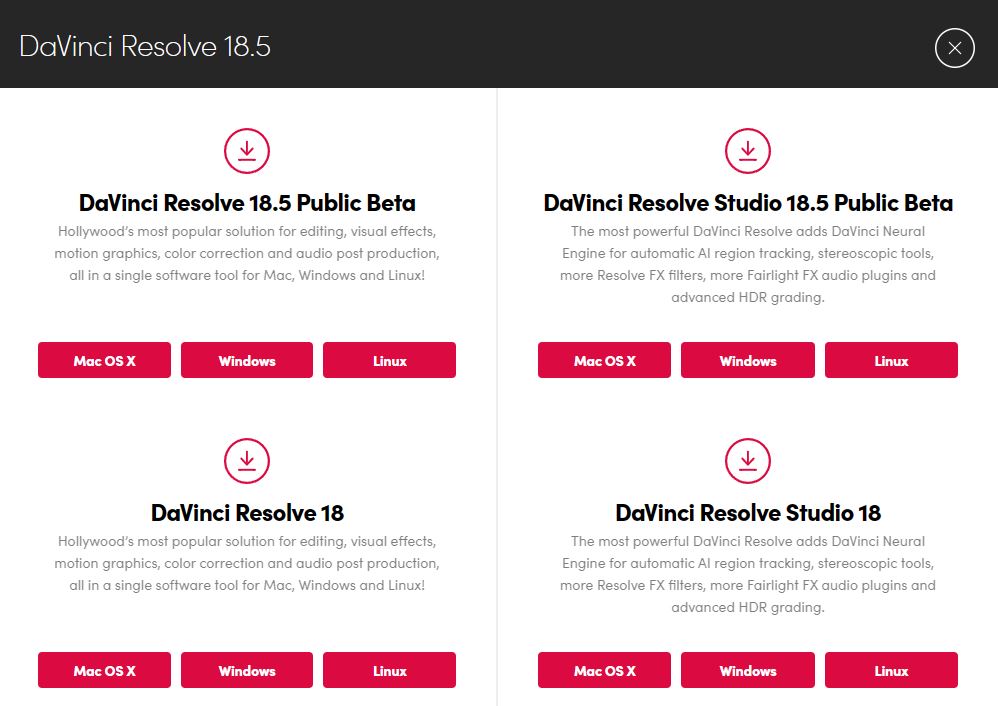 DaVinci Resolve 18.5
DaVinci Resolve 18.5 Public Beta
Hollywood's most popular solution for editing, visual effects,
motion graphics, color correction and audio post production,
all in a single software tool for Mac, Windows and Linux!
Mac OS X
Windows
Linux
DaVinci Resolve Studio 18.5 Public Beta
The most powerful DaVinci Resolve adds DaVinci Neural
Engine for automatic AI region tracking, stereoscopic tools,
more Resolve FX filters, more Fairlight FX audio plugins and
advanced HDR grading.
Mac OS X
Windows
Linux
DaVinci Resolve 18
Hollywood's most popular solution for editing, visual effects,
motion graphics, color correction and audio post production,
all in a single software tool for Mac, Windows and Linux!
Mac OS X
Windows
Linux
DaVinci Resolve Studio 18
The most powerful DaVinci Resolve adds DaVinci Neural
Engine for automatic AI region tracking, stereoscopic tools,
more Resolve FX filters, more Fairlight FX audio plugins and
advanced HDR grading.
Mac OS X
Windows
Linux